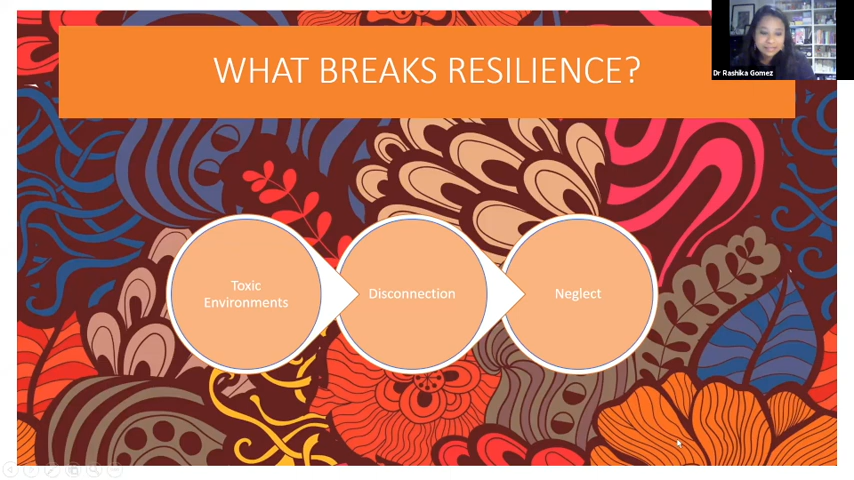 WHAT BREAKS RESILIENCE?
Dr Rashika Gomez
Toxic
Environments
Disconnection
Neglect